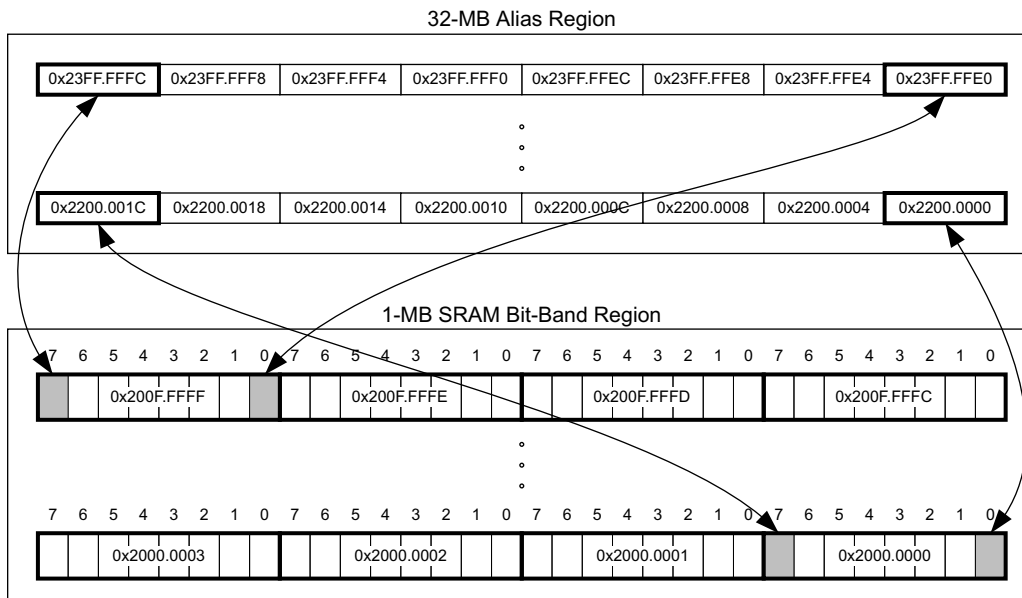 32-MB Alias Region
0x23FF.FFFC 0x23FF.FFF8 0x23FF.FFF4 0x23FF.FFF0 0x23FF.FFEC 0x23FF.FFE8 0x23FF.FFE4 0x23FF.FFE0
0x2200.001C 0x2200.0018 0x2200.0014 0x2200.0010 0x2200.000C 0x2200.0008 0x2200.0004 0x2200.0000
1-MB SRAM Bit-Band Region
7 6 5 4 3 2 1 0 7 6 5 4 3 2 1 0 7 6 5 4 3 2 1 0 7 6 5 4 3 2 1 0
0x200F.FFFF 0x200F.FFFE 0x200F.FFFD 0x200F.FFFC
7 6 5 4 3 2 1 0 7 6 5 4 3 2 1 0 7 6 5 4 3 2 1 0 7 6 5 4 3 2 1 0
0x2000.0003 0x2000.0002 0x2000.0001 0x2000.0000